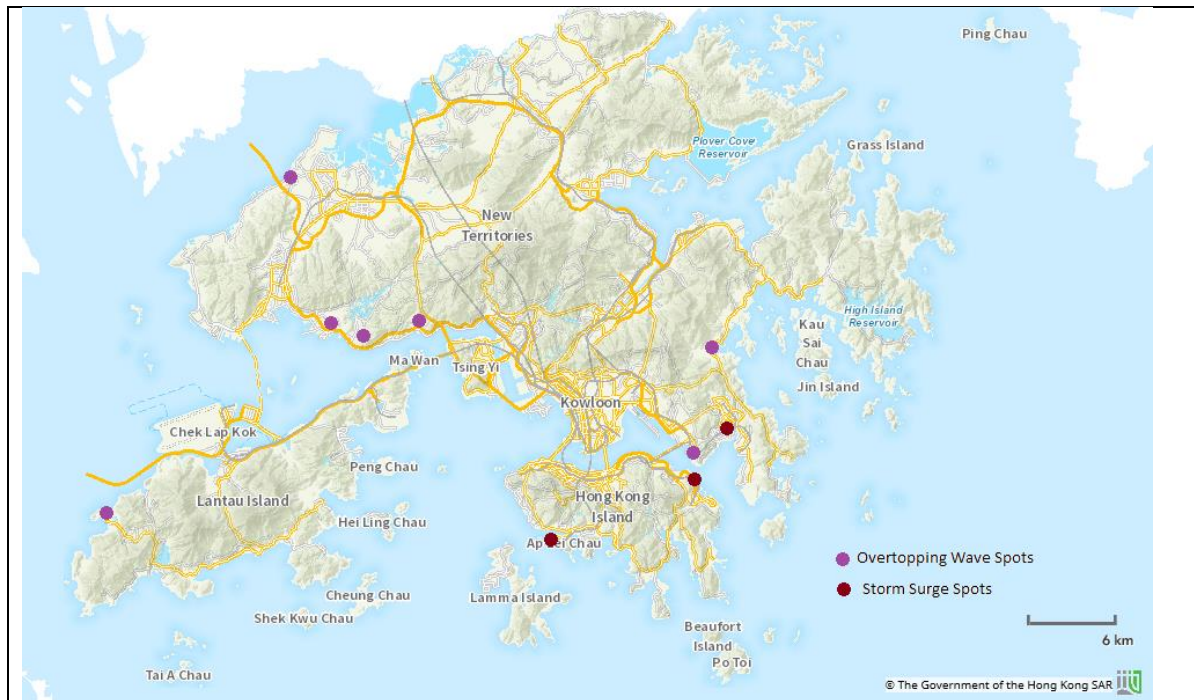 Ping Chau
Plover Cove
Reservoir
Grass Island
New
Territories
High Island
Reservoir
Kau
Sai
Chau
Ma Wan
Tsing Yi
Jin Island
Kowloon
Chek Lap Kok
Peng Chau
Lantau Island
Hong Kong
Island
Hei Ling Chau
Ap Lei Chau
Overtopping Wave Spots
Storm Surge Spots
Cheung Chau
Lamma Island
Shek Kwu Chau
Beaufort
Island
Po Toi
6 km
Tai A Chau
© The Government of the Hong Kong SAR